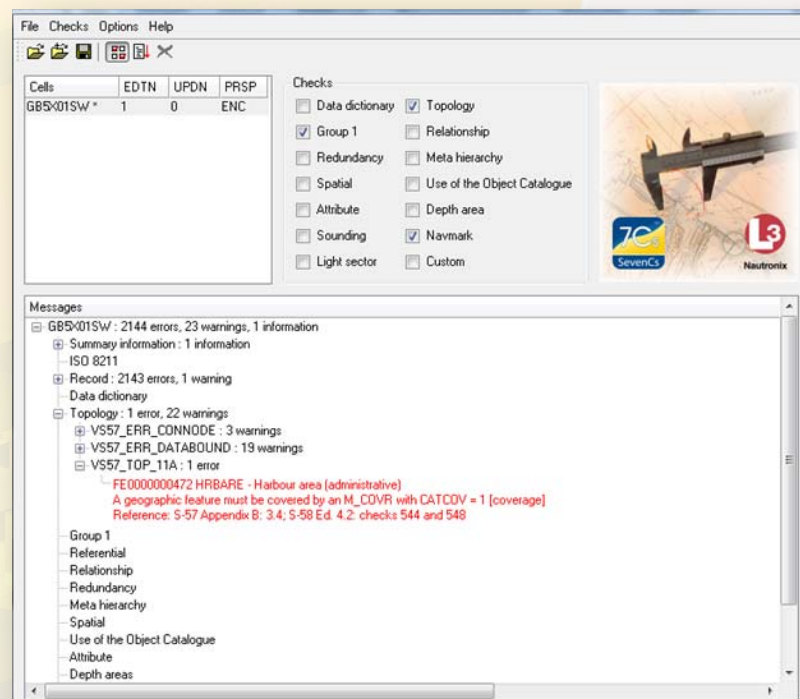 File Checks Options Help
Cells EDTN UPDN PRSP
GB5X01SW * 1 0 ENC
Checks
Data dictionary Topology
Group 1 Relationship
Redundancy Meta hierarchy
Spatial Use of the Object Catalogue
Attribute Depth area
Sounding Navmark
Light sector Custom
7Cs
SevenCs
L3
Nautronix
Messages
GB5X01SW : 2144 errors, 23 warnings, 1 information
Summary information : 1 information
ISO 8211
Record : 2143 errors, 1 warning
Data dictionary
Topology : 1 error, 22 warnings
VS57_ERR_CONNODE : 3 warnings
VS57_ERR_DATABOUND : 19 warnings
VS57_TOP_11A : 1 error
FE0000000472 HRBARE - Harbour area (administrative)
A geographic feature must be covered by an M_COVR with CATCOV = 1 [coverage]
Reference: S-57 Appendix B: 3.4; S-58 Ed. 4.2: checks 544 and 548
Group 1
Referential
Relationship
Redundancy
Meta hierarchy
Spatial
Use of the Object Catalogue
Attribute
Depth areas